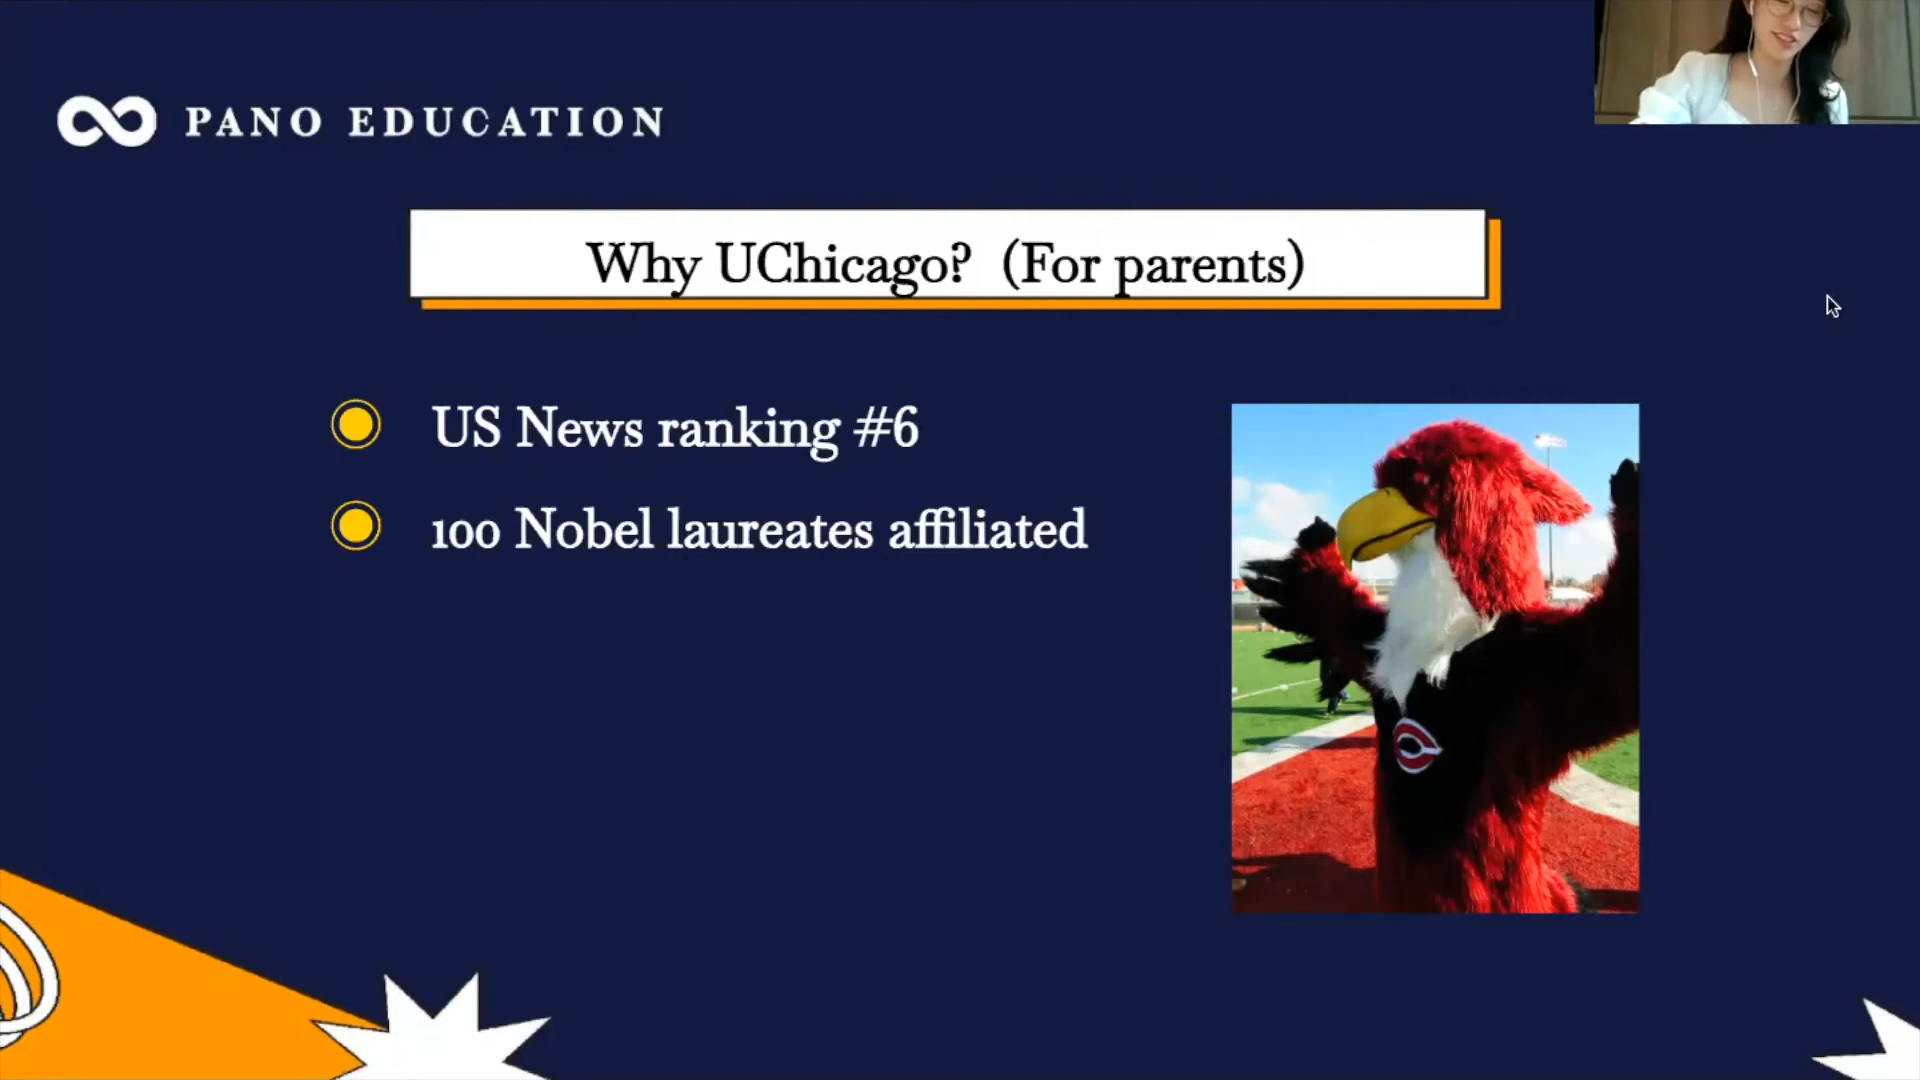 PANO EDUCATION
Why UChicago? (For parents)
US News ranking #6
100 Nobel laureates affiliated